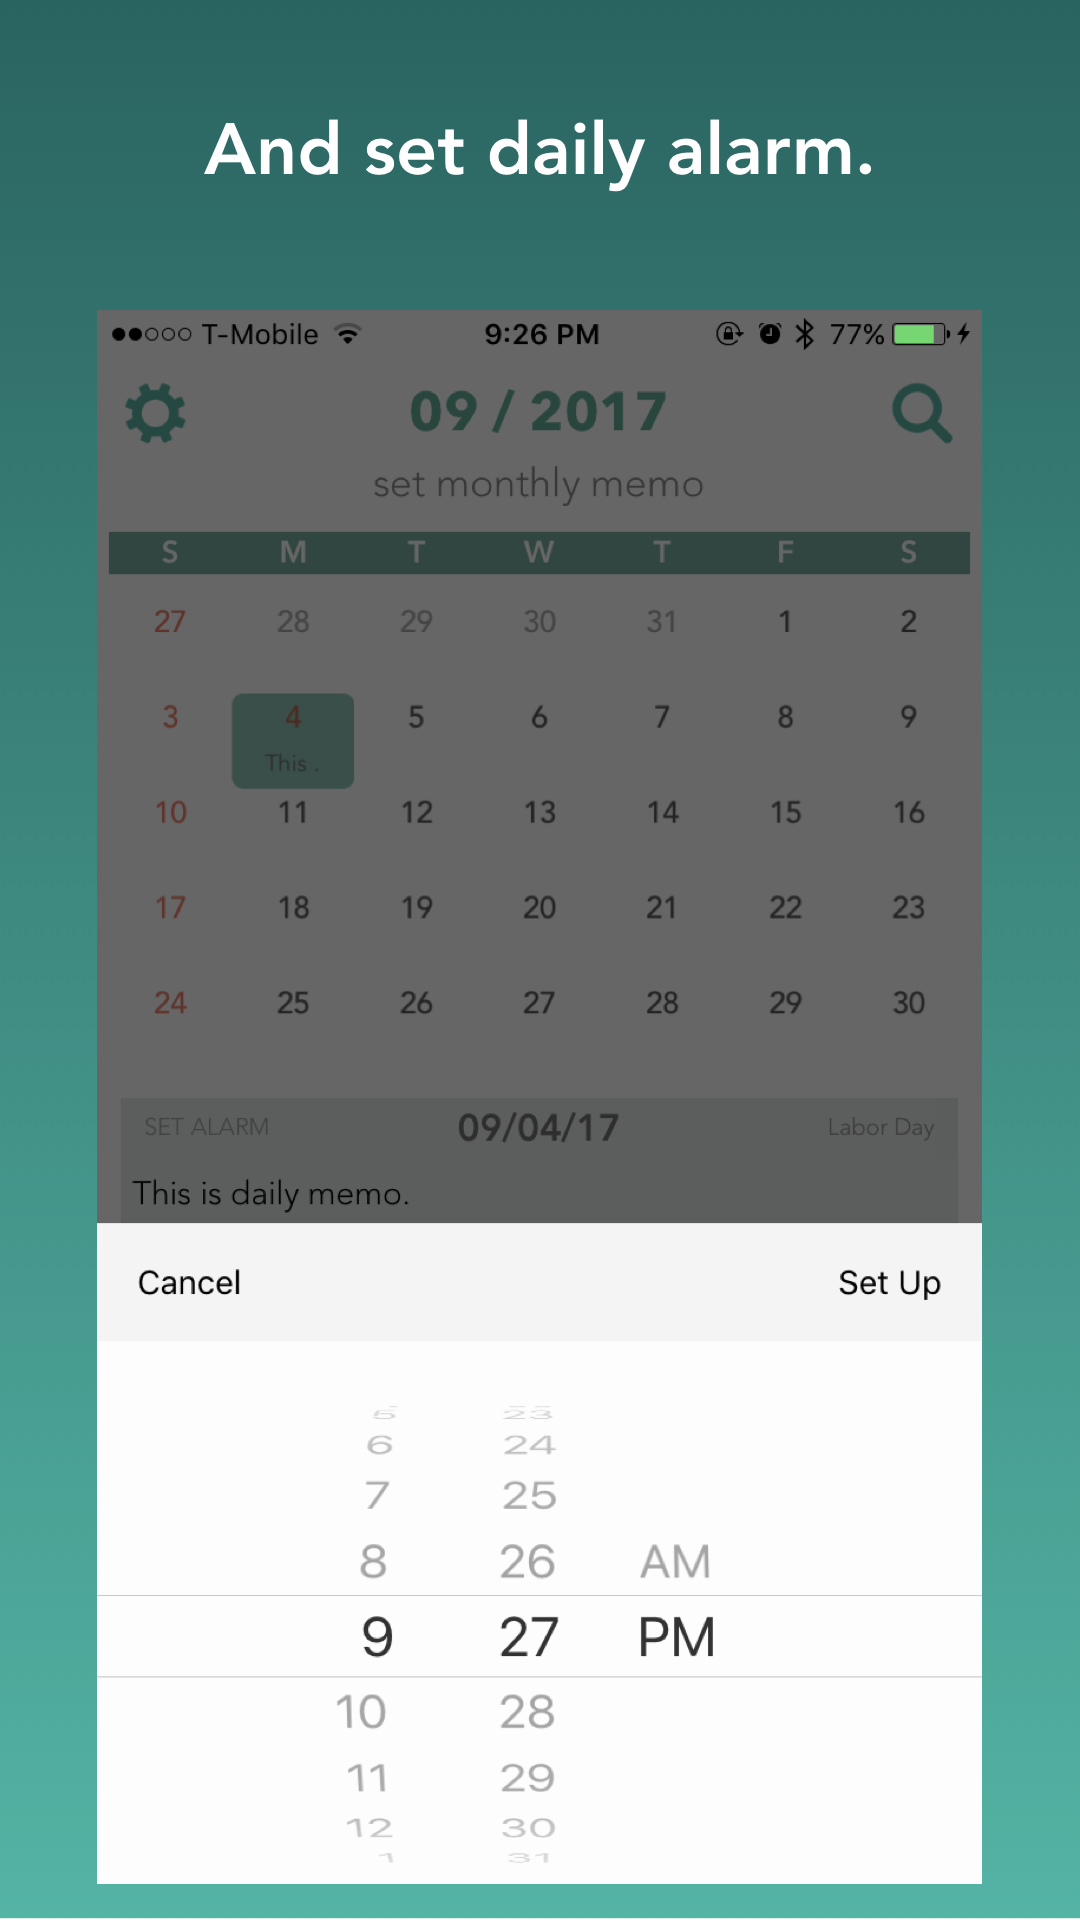 And set daily alarm.
T-Mobile 9:26 PM 77%
09 / 2017
set monthly memo
S M T W T F S
27 28 29 30 31 1 2
3 4 5 6 7 8 9
This .
10 11 12 13 14 15 16
17 18 19 20 21 22 23
24 25 26 27 28 29 30
SET ALARM 09/04/17 Labor Day
This is daily memo.
Cancel Set Up
5 23
6 24
7 25
8 26 AM
9 27 PM
10 28
11 29
12 30
1 31